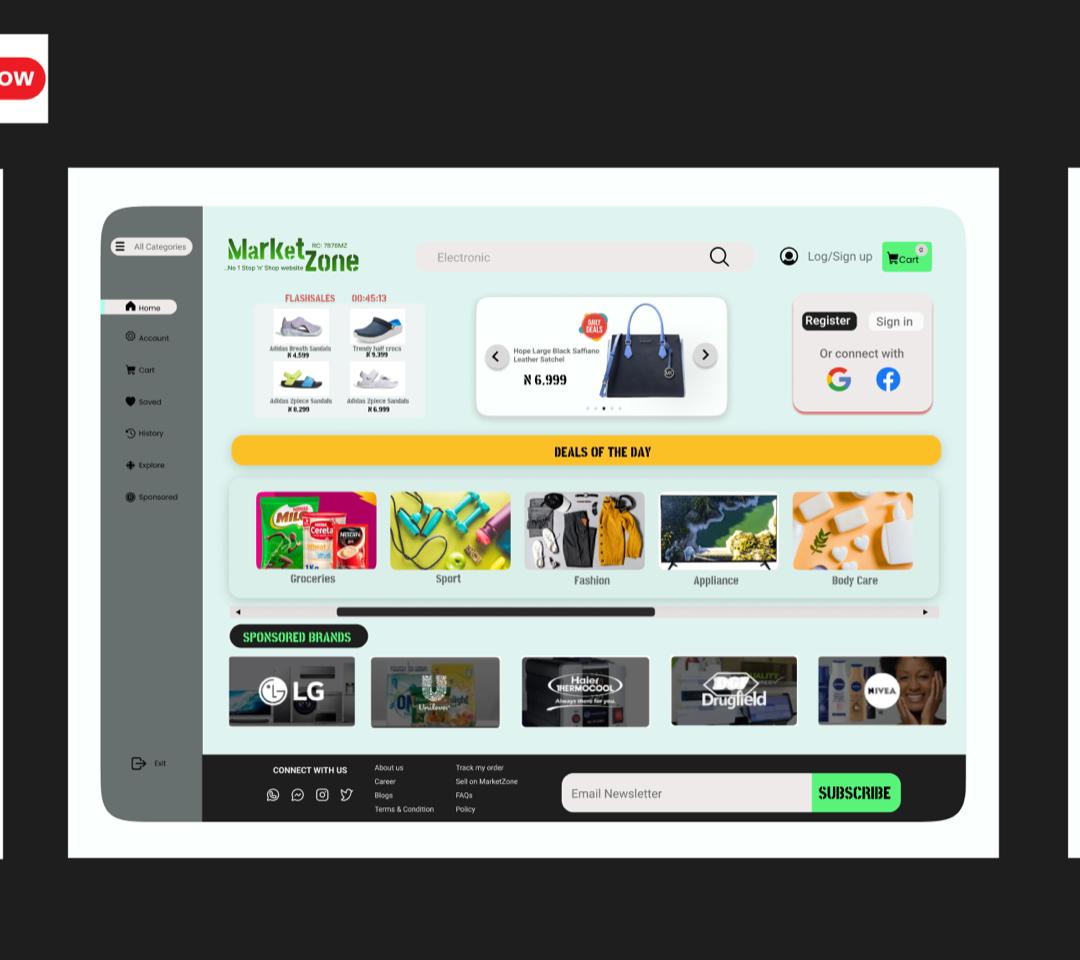 OW
All Categories
Market
Zone
RC: 7878MZ
..No 1 Stop 'n' Shop website
Electronic
Log/Sign up
0
Cart
Home
Account
Cart
Saved
History
Explore
Sponsored
Exit
FLASHSALES 00:45:13
Adidas Breath Sandals
₦ 4,599
Trendy half crocs
₦ 9,399
Adidas 2piece Sandals
₦ 8,299
Adidas 2piece Sandals
₦ 6,999
DAILY
DEALS
Hope Large Black Saffiano
Leather Satchel
₦ 6,999
Register
Sign in
Or connect with
DEALS OF THE DAY
Groceries
Sport
Fashion
Appliance
Body Care
SPONSORED BRANDS
LG
Unilever
Haier
THERMOCOOL
Always there for you.
DGF
Drugfield
NIVEA
CONNECT WITH US
About us
Career
Blogs
Terms & Condition
Track my order
Sell on MarketZone
FAQs
Policy
Email Newsletter
SUBSCRIBE